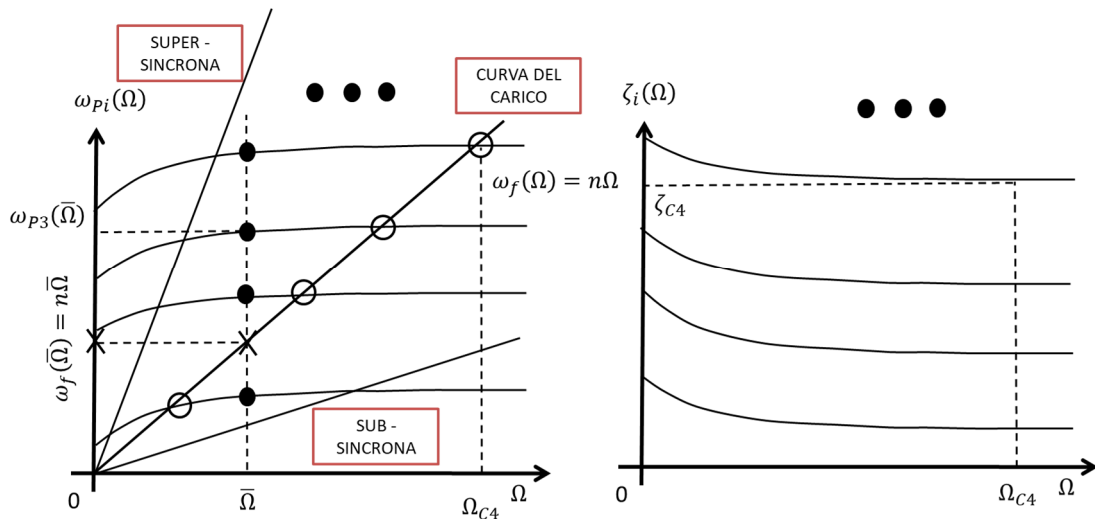 SUPER -
SINCRONA
ω_{Pi}(Ω)
CURVA DEL
CARICO
ω_f(Ω) = nΩ
ω_{P3}(Ω̅)
ω_f(Ω̅) = nΩ̅
SUB -
SINCRONA
0
Ω̅
Ω_{C4}
Ω
ζ_i(Ω)
ζ_{C4}
0
Ω_{C4}
Ω